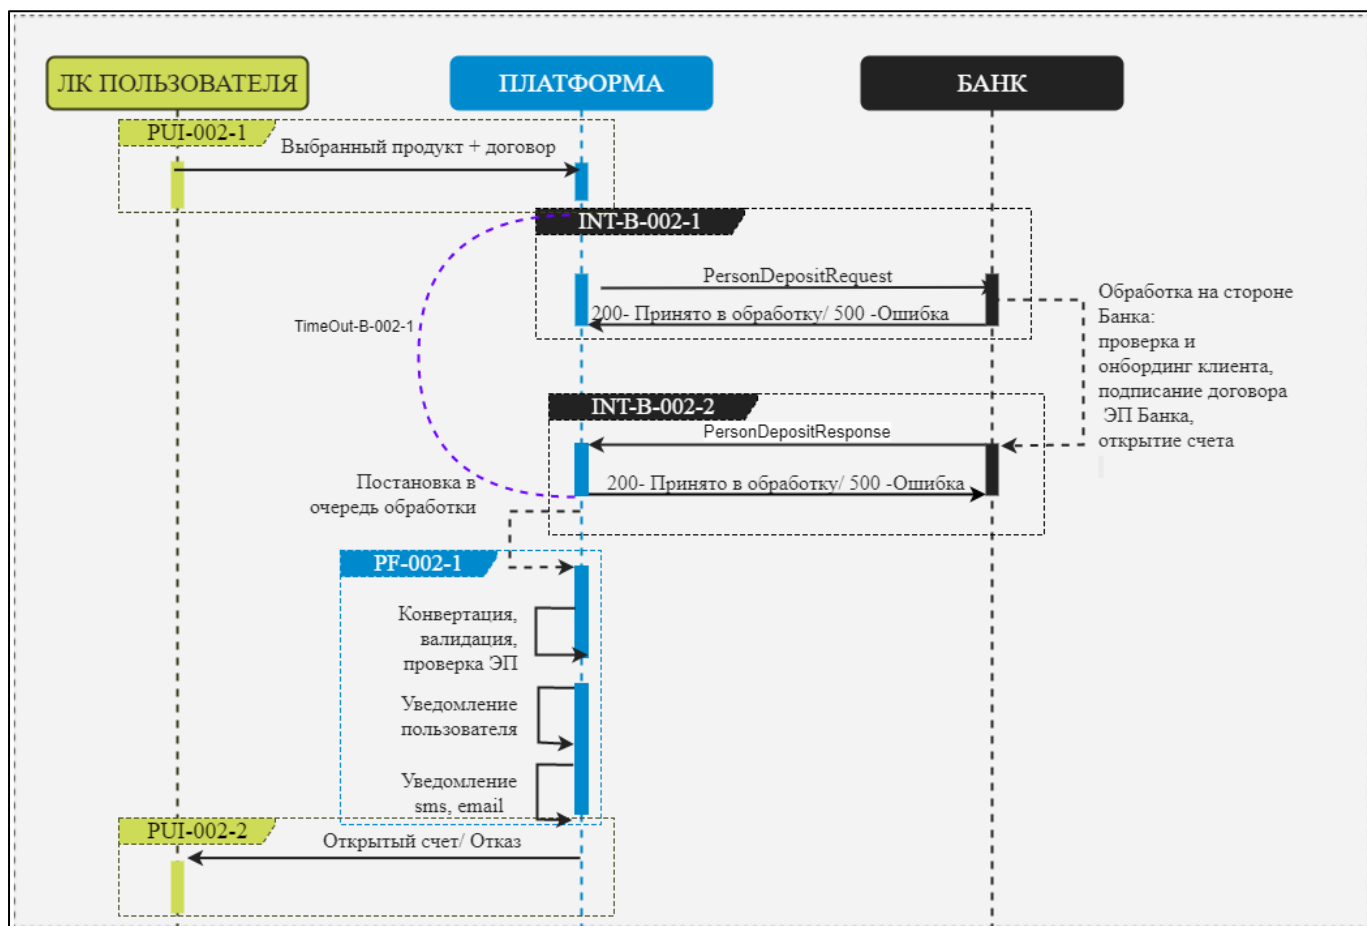 ЛК ПОЛЬЗОВАТЕЛЯ
ПЛАТФОРМА
БАНК
PUI-002-1
Выбранный продукт + договор
INT-B-002-1
PersonDepositRequest
200- Принято в обработку/ 500 -Ошибка
TimeOut-B-002-1
Обработка на стороне
Банка:
проверка и
онбординг клиента,
подписание договора
ЭП Банка,
открытие счета
INT-B-002-2
PersonDepositResponse
200- Принято в обработку/ 500 -Ошибка
Постановка в
очередь обработки
PF-002-1
Конвертация,
валидация,
проверка ЭП
Уведомление
пользователя
Уведомление
sms, email
PUI-002-2
Открытый счет/ Отказ